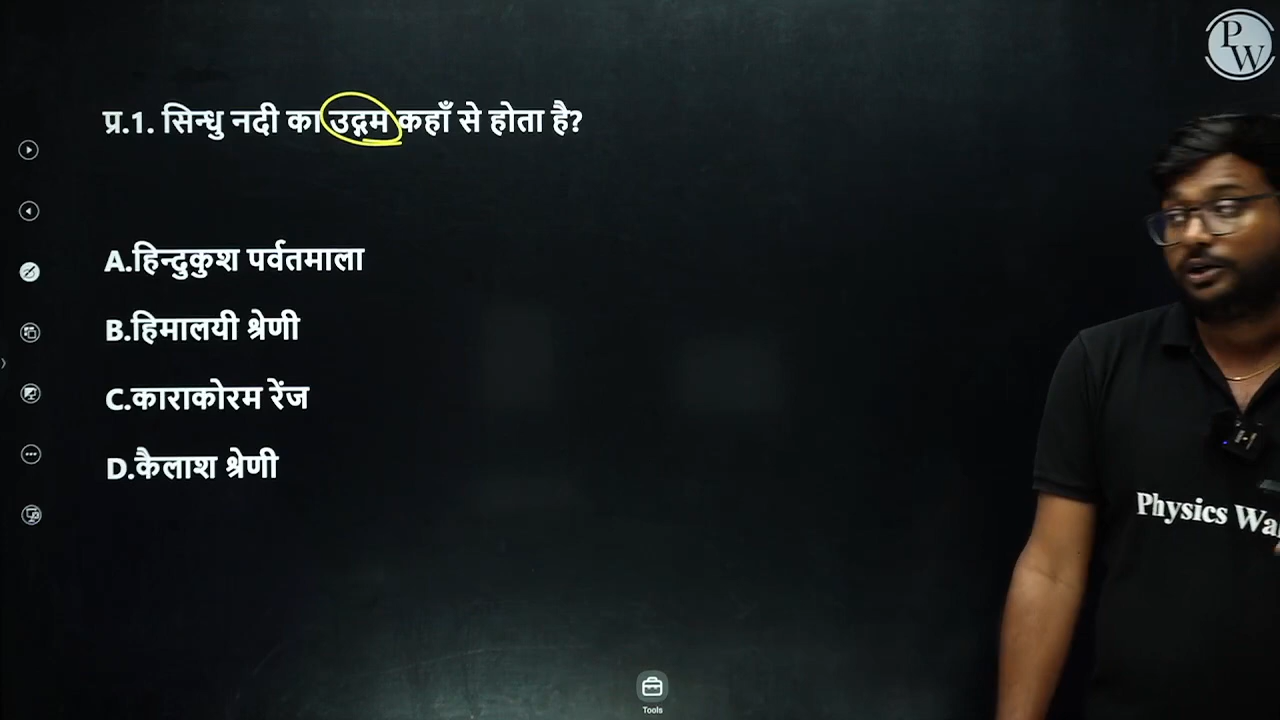 PW
प्र.1. सिन्धु नदी का उद्गम कहाँ से होता है?
A.हिन्दुकुश पर्वतमाला
B.हिमालयी श्रेणी
C.काराकोरम रेंज
D.कैलाश श्रेणी
Physics Wa
Tools